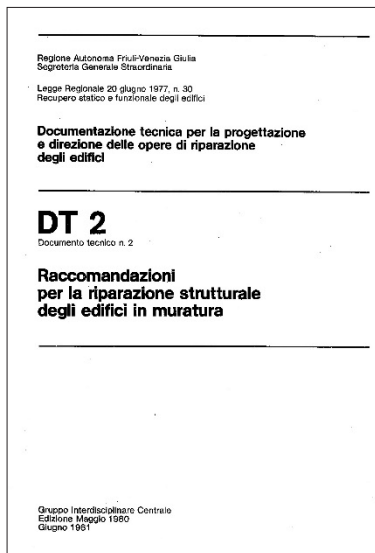 Regione Autonoma Friuli-Venezia Giulia
Segreteria Generale Straordinaria
Legge Regionale 20 giugno 1977, n. 30
Recupero statico e funzionale degli edifici
Documentazione tecnica per la progettazione
e direzione delle opere di riparazione
degli edifici
DT 2
Documento tecnico n. 2
Raccomandazioni
per la riparazione strutturale
degli edifici in muratura
Gruppo Interdisciplinare Centrale
Edizione Maggio 1980
Giugno 1981